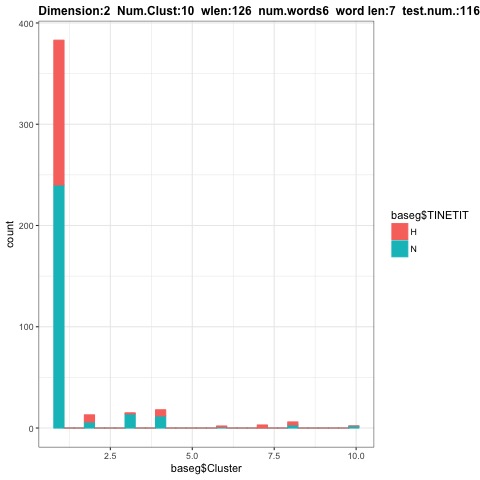 Dimension:2 Num.Clust:10 wlen:126 num.words6 word len:7 test.num.:116
400
300
200
100
0
count
2.5 5.0 7.5 10.0
baseg$Cluster
baseg$TINETIT
H
N